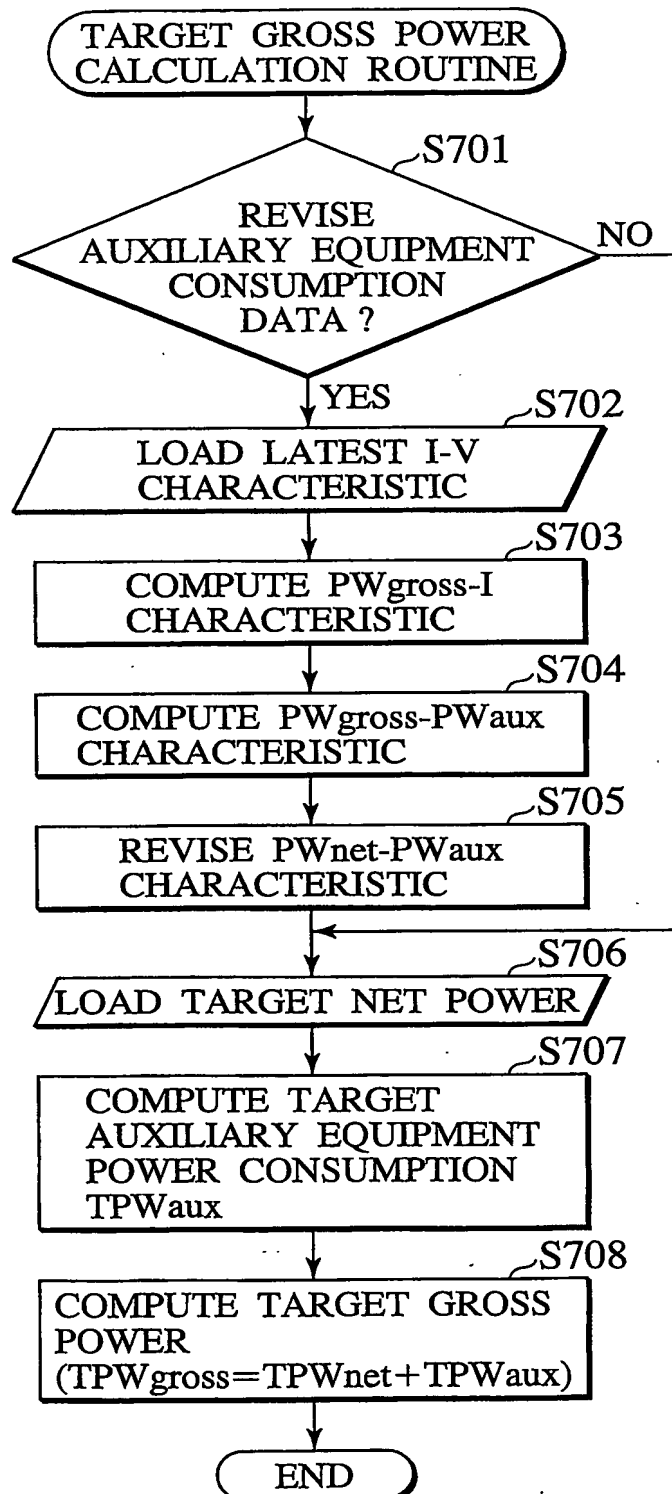 TARGET GROSS POWER
CALCULATION ROUTINE
S701
REVISE
AUXILIARY EQUIPMENT
CONSUMPTION
DATA ?
NO
YES
S702
LOAD LATEST I-V
CHARACTERISTIC
S703
COMPUTE PWgross-I
CHARACTERISTIC
S704
COMPUTE PWgross-PWaux
CHARACTERISTIC
S705
REVISE PWnet-PWaux
CHARACTERISTIC
S706
LOAD TARGET NET POWER
S707
COMPUTE TARGET
AUXILIARY EQUIPMENT
POWER CONSUMPTION
TPWaux
S708
COMPUTE TARGET GROSS
POWER
(TPWgross=TPWnet+TPWaux)
END